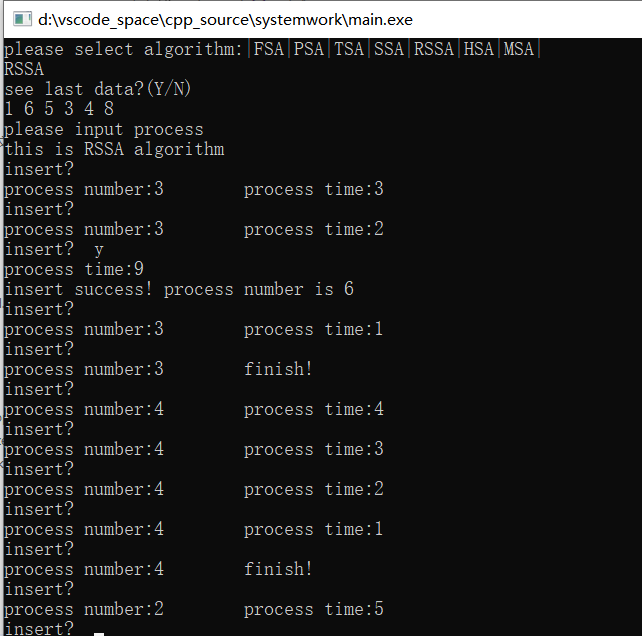 d:\vscode_space\cpp_source\systemwork\main.exe
please select algorithm:|FSA|PSA|TSA|SSA|RSSA|HSA|MSA|
RSSA
see last data?(Y/N)
1 6 5 3 4 8
please input process
this is RSSA algorithm
insert?
process number:3        process time:3
insert?
process number:3        process time:2
insert?  y
process time:9
insert success! process number is 6
insert?
process number:3        process time:1
insert?
process number:3        finish!
insert?
process number:4        process time:4
insert?
process number:4        process time:3
insert?
process number:4        process time:2
insert?
process number:4        process time:1
insert?
process number:4        finish!
insert?
process number:2        process time:5
insert?